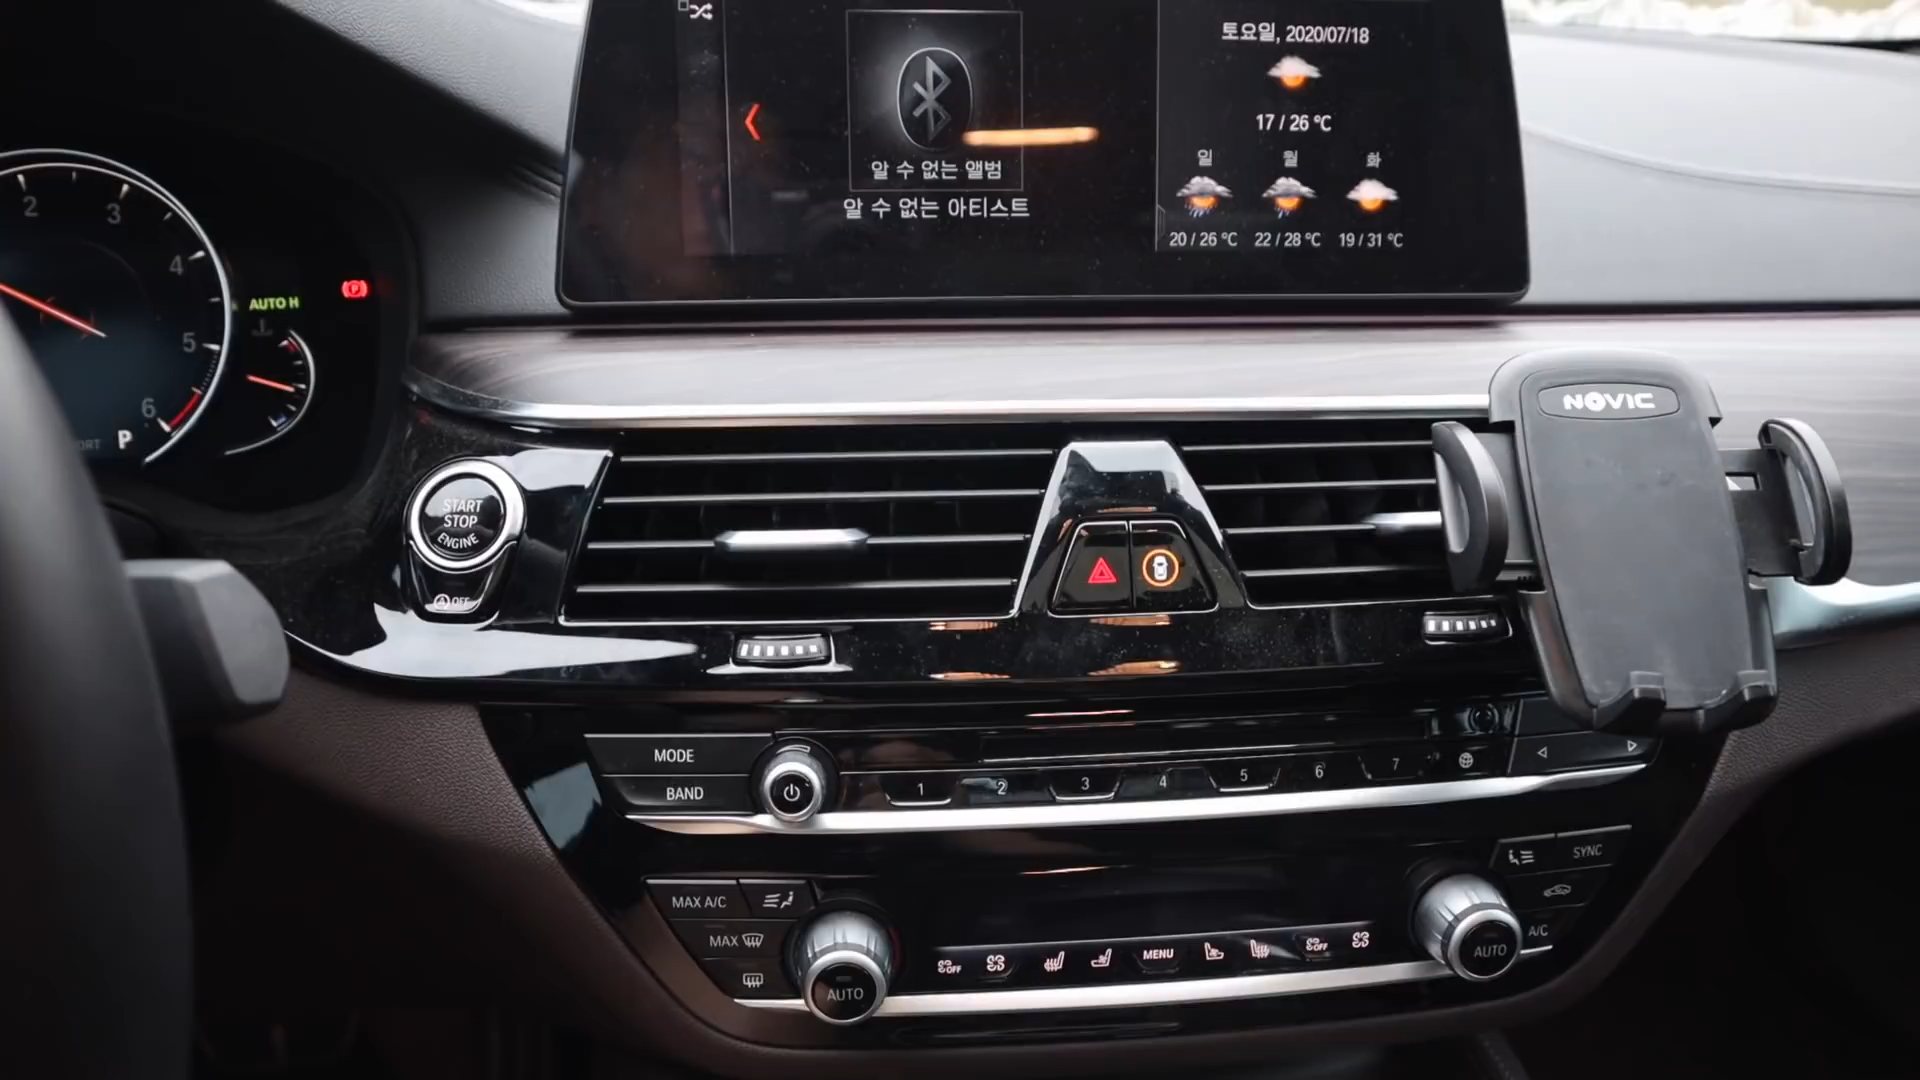 토요일, 2020/07/18
17 / 26 °C
알 수 없는 앨범
알 수 없는 아티스트
일 월 화
20 / 26 °C 22 / 28 °C 19 / 31 °C
2
3
4
5
6
AUTO H
P
P
NOVIC
START
STOP
ENGINE
A OFF
MODE
BAND
1 2 3 4 5 6 7
MAX A/C
MAX
AUTO
OFF
MENU
OFF
SYNC
A/C
AUTO